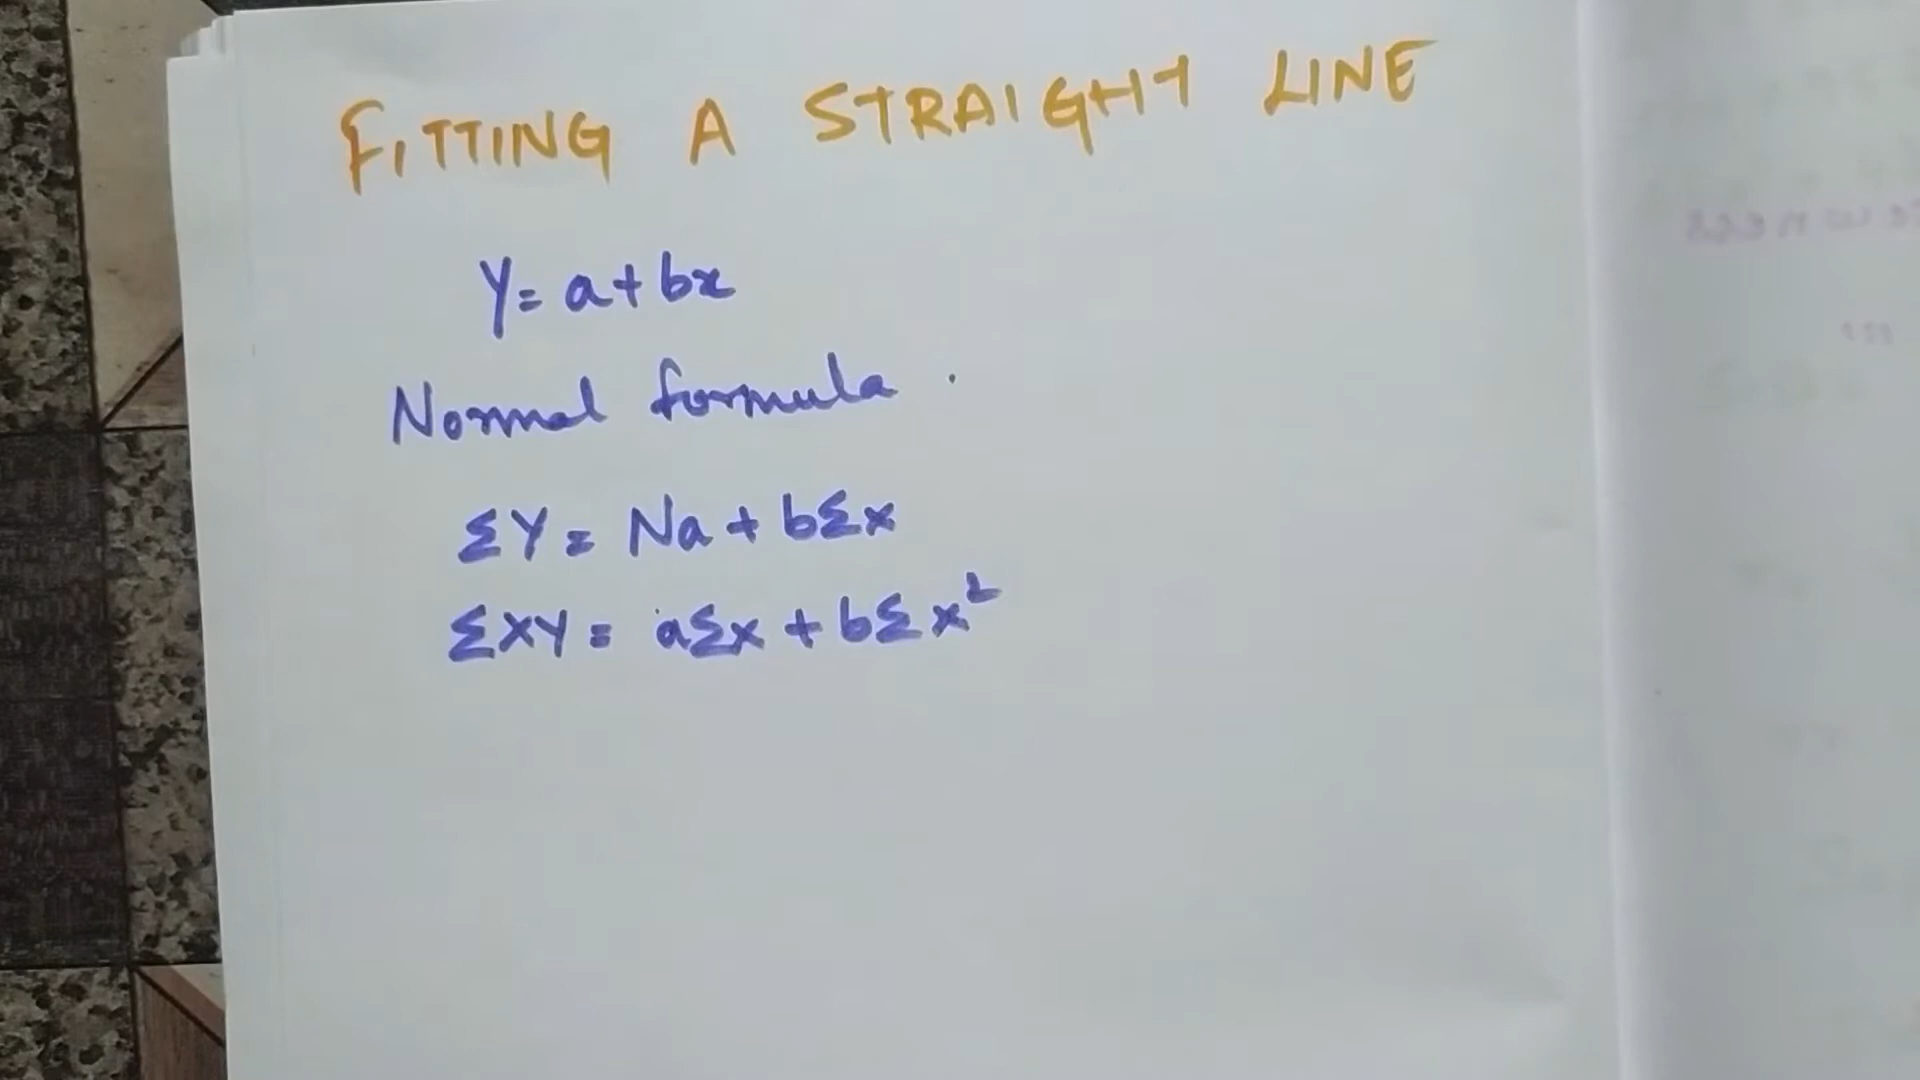 FITTING A STRAIGHT LINE
Y = a + bx
Normal formula .
ΣY = Na + bΣx
ΣXY = aΣx + bΣx²